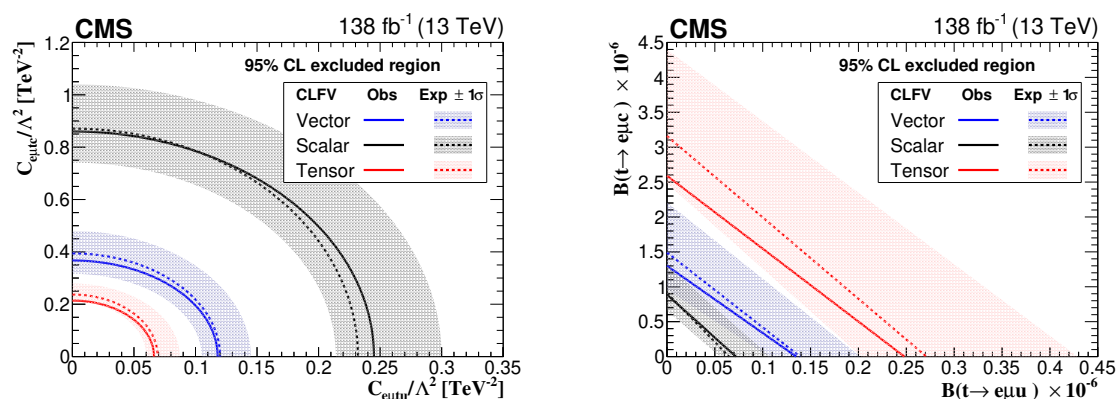 CMS 138 fb⁻¹ (13 TeV)
C_eμtc/Λ² [TeV⁻²]
1.2
1
0.8
0.6
0.4
0.2
0
95% CL excluded region
CLFV Obs Exp ± 1σ
Vector
Scalar
Tensor
0 0.05 0.1 0.15 0.2 0.25 0.3 0.35
C_eμtu/Λ² [TeV⁻²]
CMS 138 fb⁻¹ (13 TeV)
B(t→ eμc) × 10⁻⁶
4.5
4
3.5
3
2.5
2
1.5
1
0.5
0
95% CL excluded region
CLFV Obs Exp ± 1σ
Vector
Scalar
Tensor
0 0.05 0.1 0.15 0.2 0.25 0.3 0.35 0.4 0.45
B(t→ eμu) × 10⁻⁶